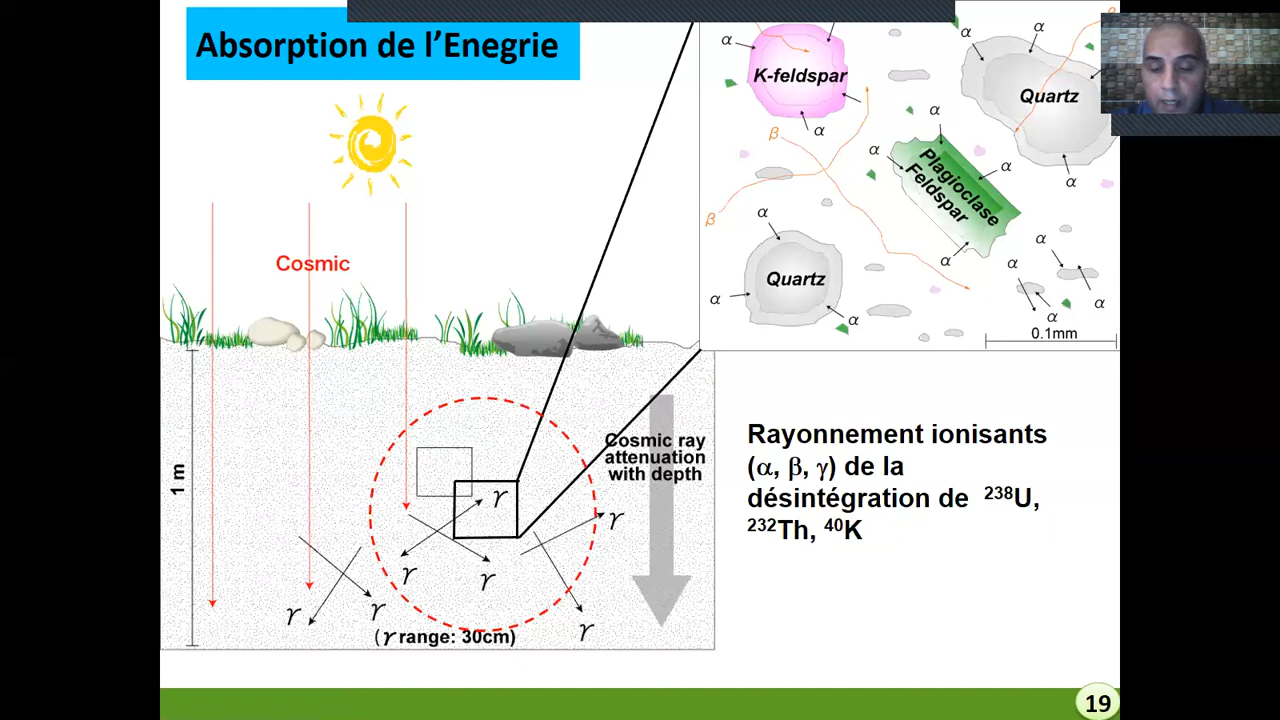 Absorption de l’Enegrie
Cosmic
1 m
Cosmic ray
attenuation
with depth
r
r
r
r
r
r
r
(r range: 30cm)
β
α
α
α
α
K-feldspar
Quartz
β
α
α
α
α
Plagioclase
Feldspar
β
α
α
α
α
α
Quartz
α
α
α
α
0.1mm
Rayonnement ionisants
(α, β, γ) de la
désintégration de ²³⁸U,
²³²Th, ⁴⁰K
19